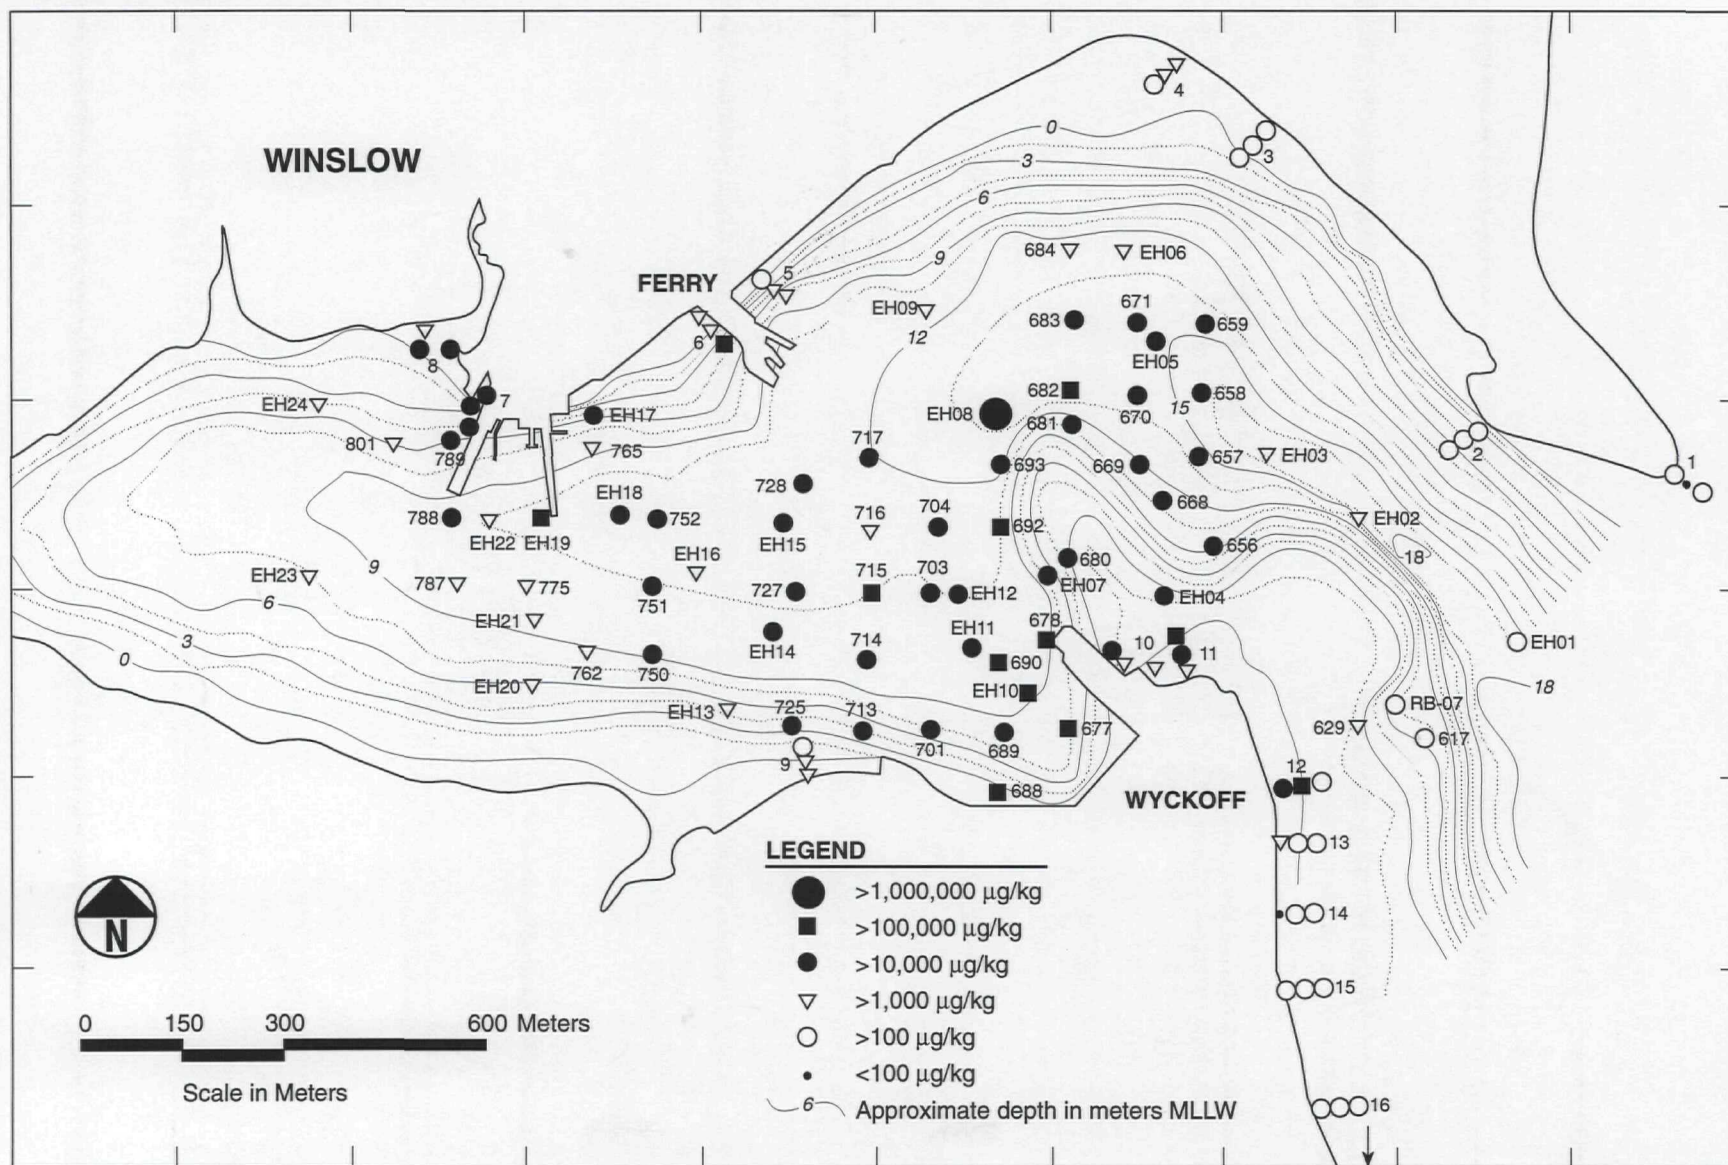 4
0
3
3
WINSLOW
6
684
EH06
9
5
FERRY
EH09
671
683
659
12
6
EH05
8
682
658
7
EH24
EH08
670
15
EH17
681
2
801
789
765
717
693
669
657
EH03
1
728
EH18
704
668
788
752
716
692
EH02
EH22
EH19
EH15
656
18
EH16
680
9
EH23
787
775
715
703
EH07
751
727
EH12
EH04
6
EH21
678
EH11
10
11
EH01
3
714
0
762
750
EH14
690
EH20
EH10
18
RB-07
EH13
725
713
677
629
617
701
689
9
12
688
WYCKOFF
13
LEGEND
>1,000,000 µg/kg
>100,000 µg/kg
14
>10,000 µg/kg
N
>1,000 µg/kg
15
0 150 300 600 Meters
>100 µg/kg
<100 µg/kg
Scale in Meters
6 Approximate depth in meters MLLW
16